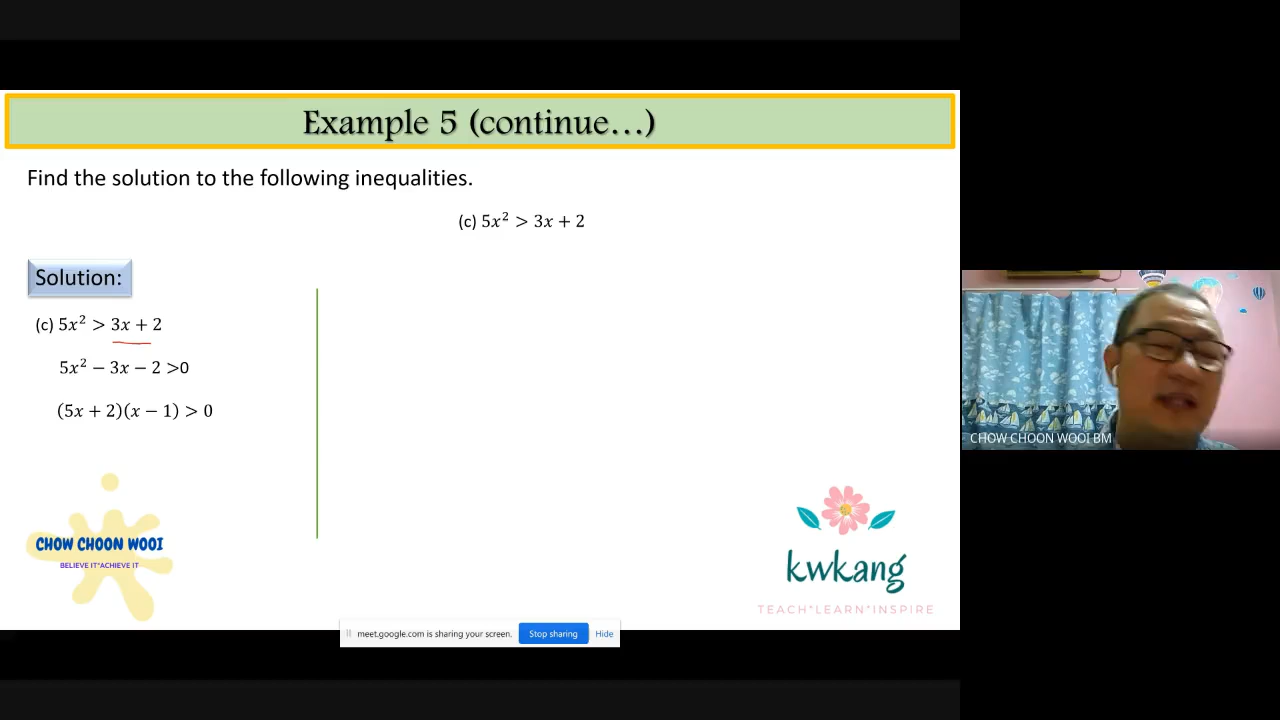 Example 5 (continue...)
Find the solution to the following inequalities.
(c) 5x² > 3x + 2
Solution:
(c) 5x² > 3x + 2
5x² − 3x − 2 >0
(5x + 2)(x − 1) > 0
CHOW CHOON WOOI BM
CHOW CHOON WOOI
BELIEVE IT*ACHIEVE IT
kwkang
TEACH*LEARN*INSPIRE
meet.google.com is sharing your screen. Stop sharing Hide